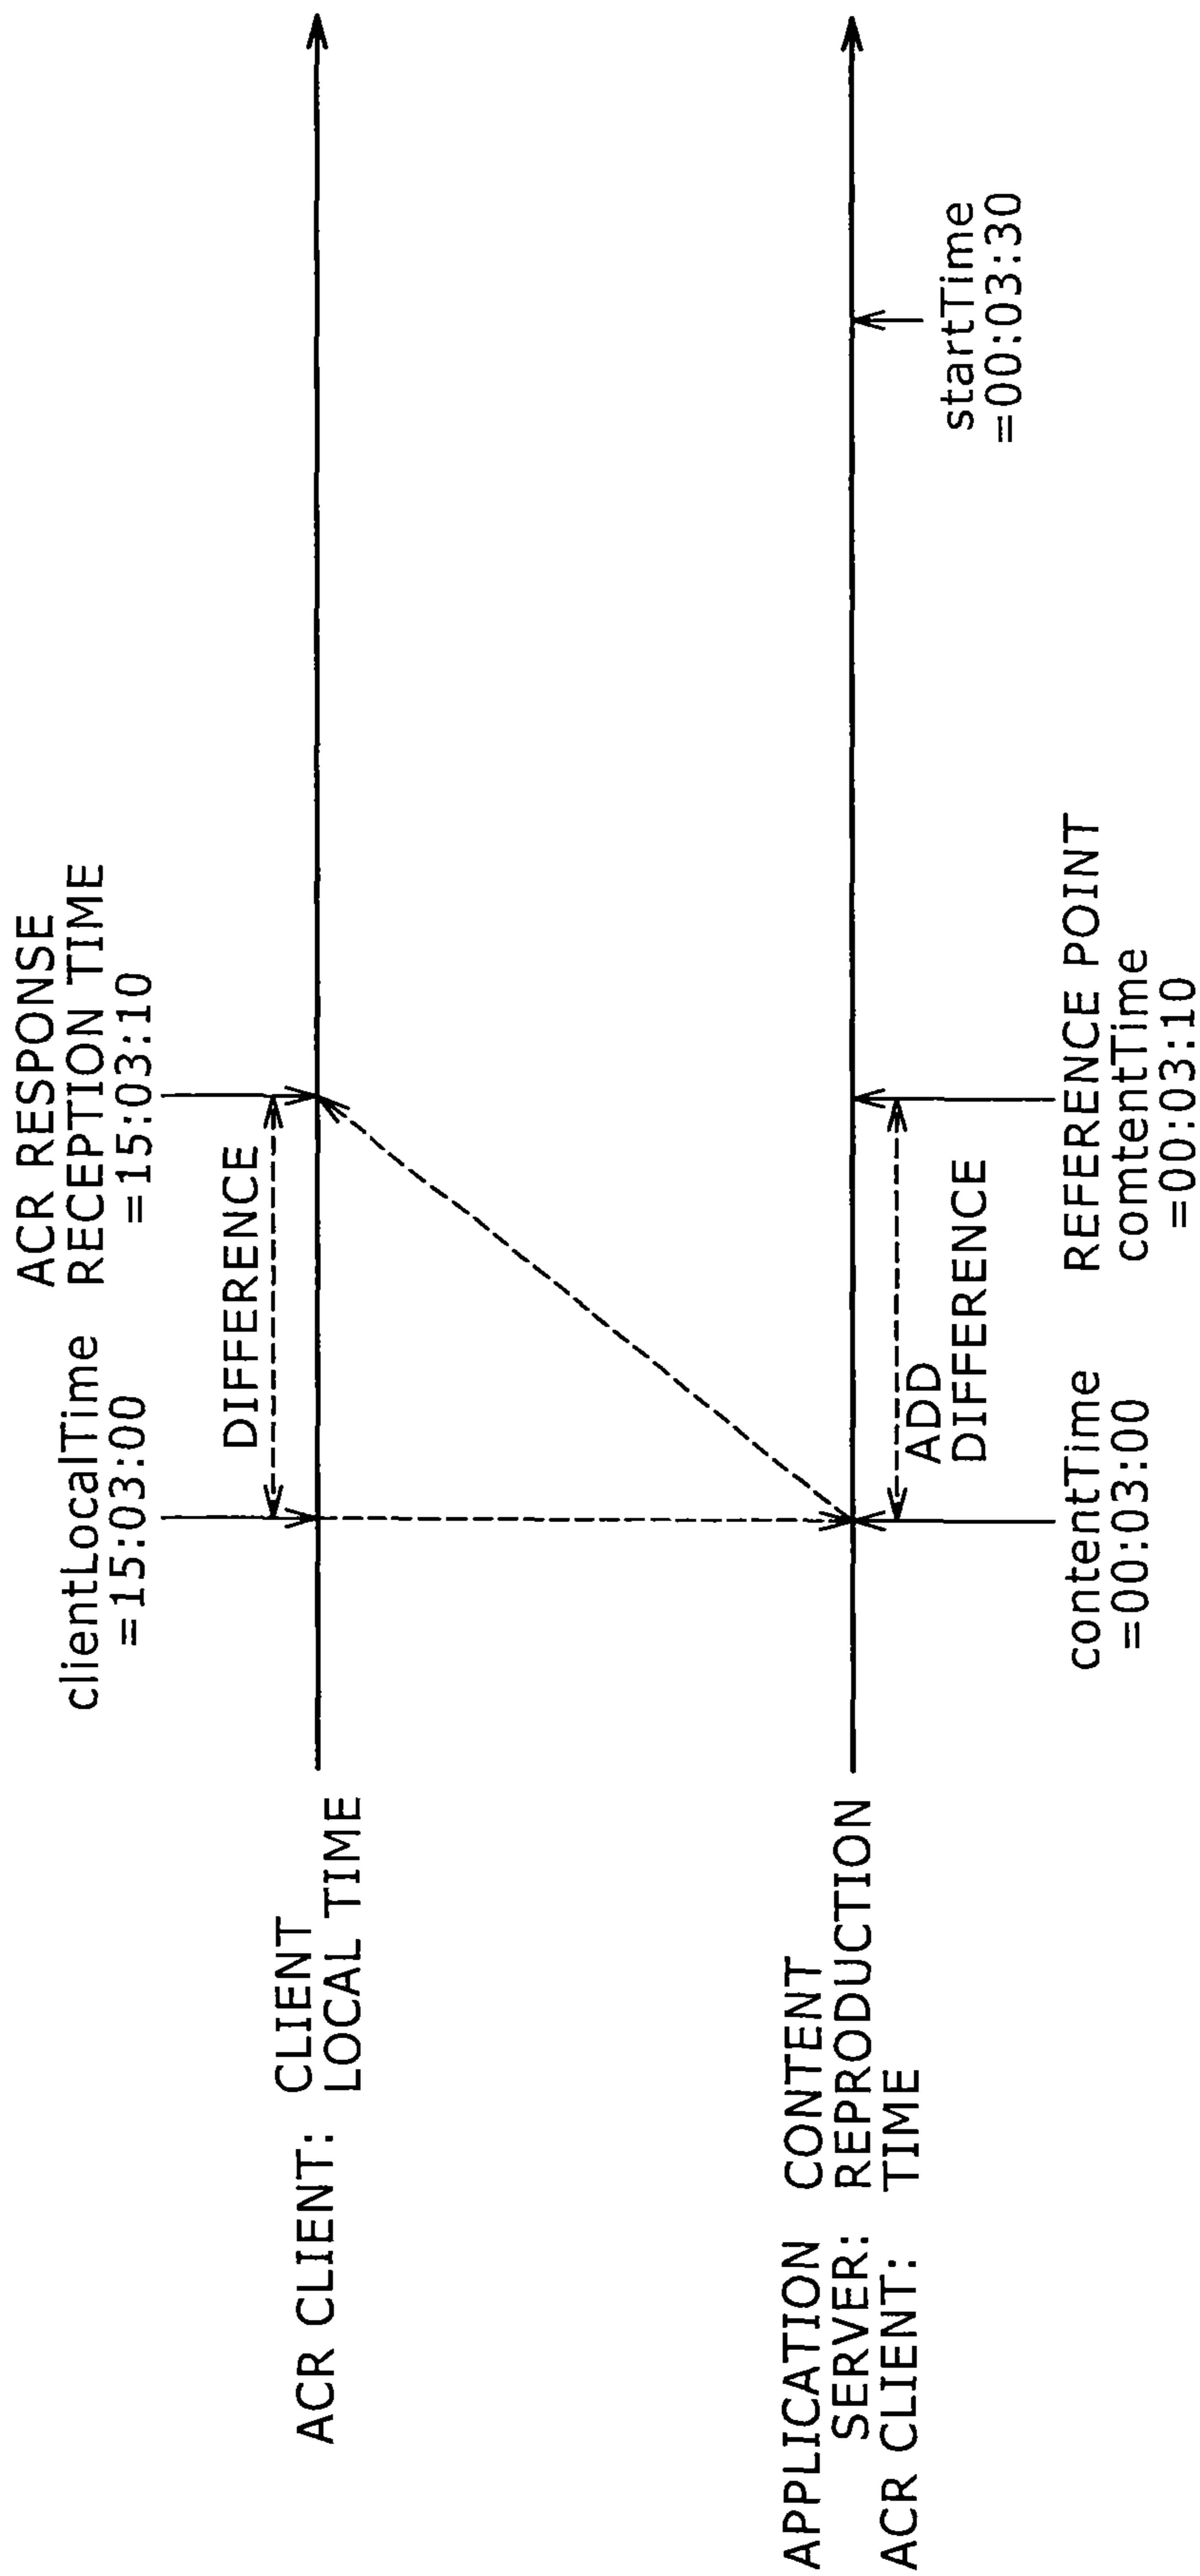 clientLocalTime
=15:03:00
ACR RESPONSE
RECEPTION TIME
=15:03:10
DIFFERENCE
ACR CLIENT: CLIENT
LOCAL TIME
APPLICATION CONTENT
SERVER: REPRODUCTION
ACR CLIENT: TIME
ADD
DIFFERENCE
contentTime
=00:03:00
REFERENCE POINT
comtentTime
=00:03:10
startTime
=00:03:30